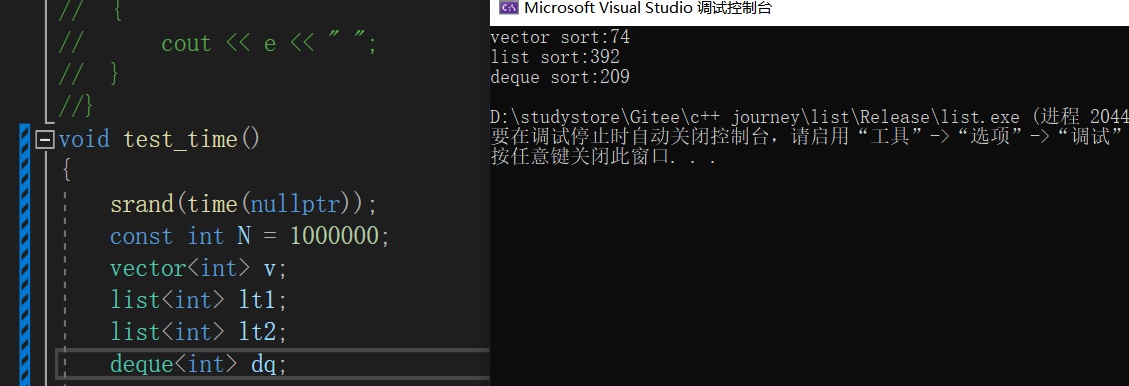 //  {
//      cout << e << " ";
//  }
//}
void test_time()
{
    srand(time(nullptr));
    const int N = 1000000;
    vector<int> v;
    list<int> lt1;
    list<int> lt2;
    deque<int> dq;
Microsoft Visual Studio 调试控制台
vector sort:74
list sort:392
deque sort:209
D:\studystore\Gitee\c++ journey\list\Release\list.exe (进程 2044
要在调试停止时自动关闭控制台，请启用“工具”->“选项”->“调试”
按任意键关闭此窗口. . .